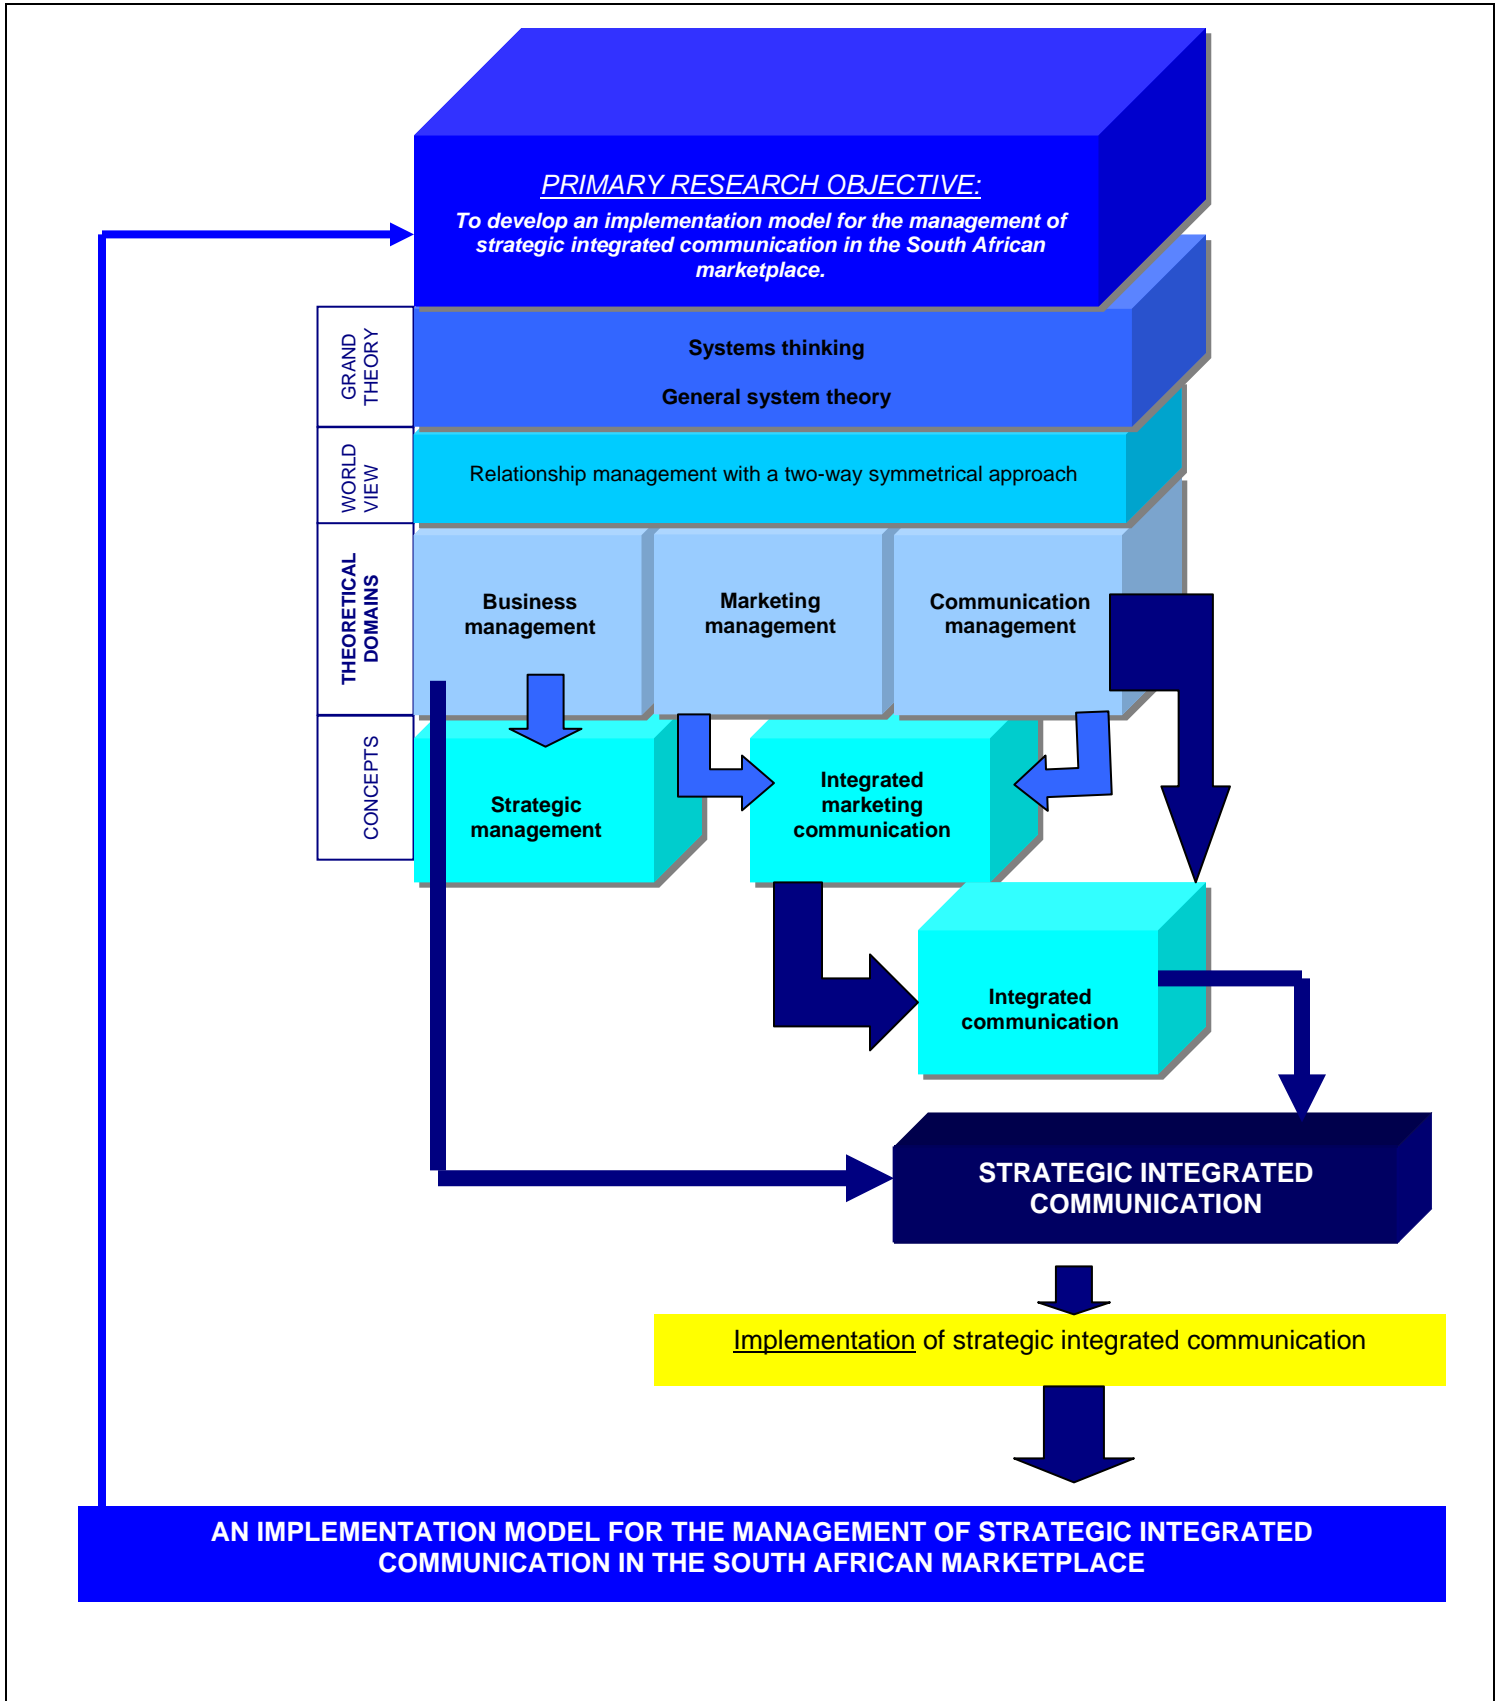 PRIMARY RESEARCH OBJECTIVE:
To develop an implementation model for the management of
strategic integrated communication in the South African
marketplace.
GRAND
THEORY
Systems thinking
General system theory
WORLD
VIEW
Relationship management with a two-way symmetrical approach
THEORETICAL
DOMAINS
Business
management
Marketing
management
Communication
management
CONCEPTS
Strategic
management
Integrated
marketing
communication
Integrated
communication
STRATEGIC INTEGRATED
COMMUNICATION
Implementation of strategic integrated communication
AN IMPLEMENTATION MODEL FOR THE MANAGEMENT OF STRATEGIC INTEGRATED
COMMUNICATION IN THE SOUTH AFRICAN MARKETPLACE